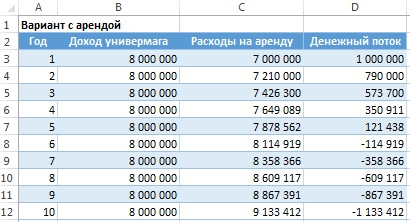 A B C D
1 Вариант с арендой
2 Год Доход универмага Расходы на аренду Денежный поток
3 1 8 000 000 7 000 000 1 000 000
4 2 8 000 000 7 210 000 790 000
5 3 8 000 000 7 426 300 573 700
6 4 8 000 000 7 649 089 350 911
7 5 8 000 000 7 878 562 121 438
8 6 8 000 000 8 114 919 -114 919
9 7 8 000 000 8 358 366 -358 366
10 8 8 000 000 8 609 117 -609 117
11 9 8 000 000 8 867 391 -867 391
12 10 8 000 000 9 133 412 -1 133 412